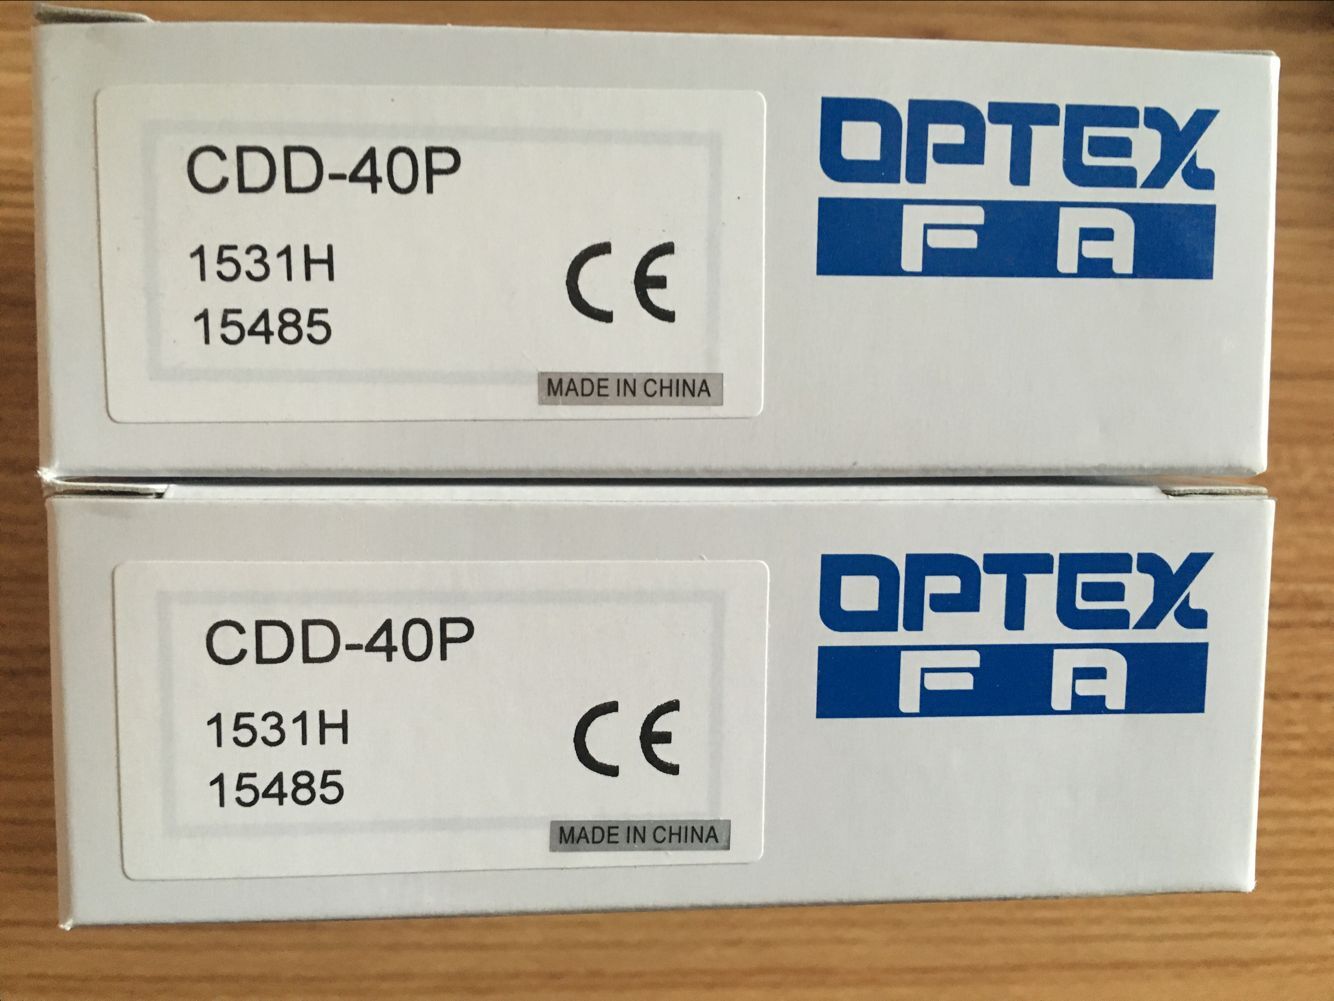 CDD-40P
1531H
15485
CE
MADE IN CHINA
OPTEX
FA
CDD-40P
1531H
15485
CE
MADE IN CHINA
OPTEX
FA